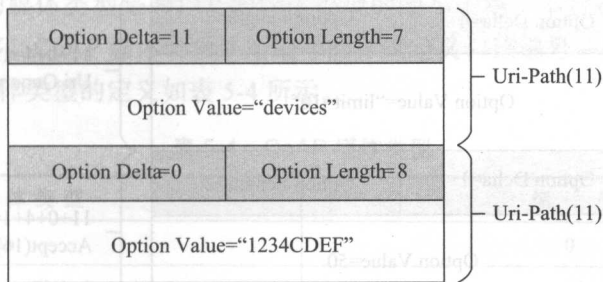 Option Delta=11 Option Length=7
Option Value=“devices”
Uri-Path(11)
Option Delta=0 Option Length=8
Option Value=“1234CDEF”
Uri-Path(11)